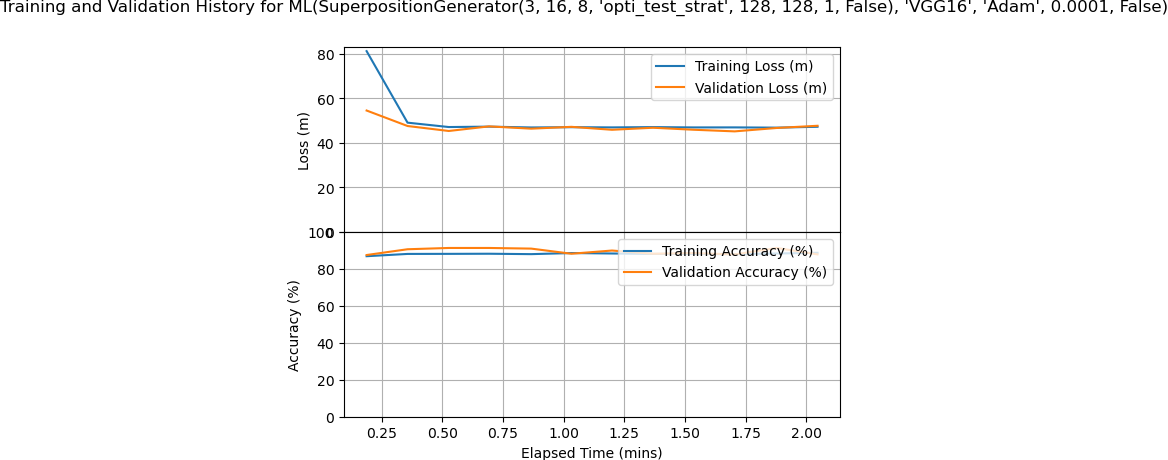 Training and Validation History for ML(SuperpositionGenerator(3, 16, 8, 'opti_test_strat', 128, 128, 1, False), 'VGG16', 'Adam', 0.0001, False)
80
60
40
20
0
Loss (m)
Training Loss (m)
Validation Loss (m)
100
80
60
40
20
0
Accuracy (%)
Training Accuracy (%)
Validation Accuracy (%)
0.25 0.50 0.75 1.00 1.25 1.50 1.75 2.00
Elapsed Time (mins)